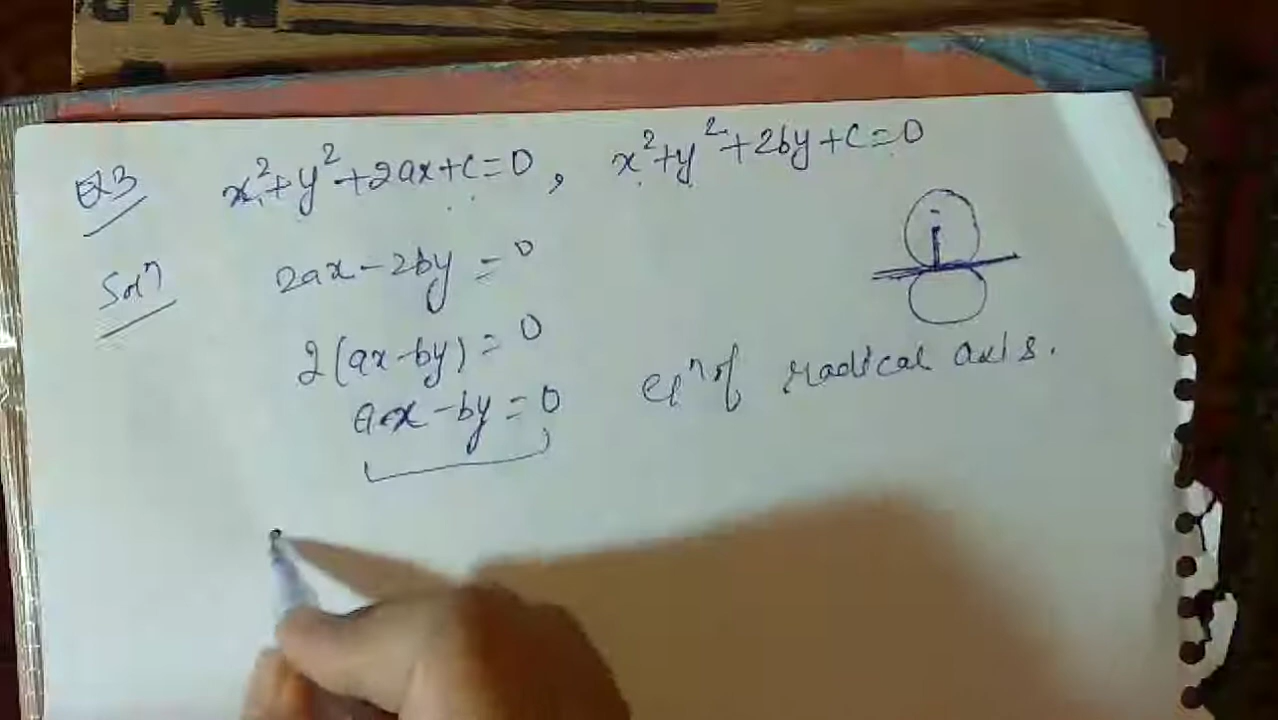 Q3 x²+y²+2ax+c=0, x²+y²+2by+c=0
Solⁿ 2ax-2by=0
2(ax-by)=0
ax-by=0 eqⁿ of radical axis.